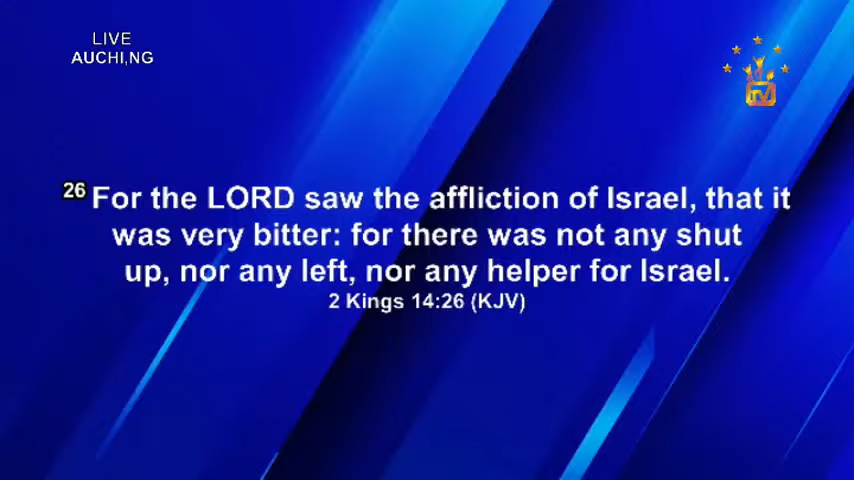 LIVE
AUCHI,NG
iTV
26 For the LORD saw the affliction of Israel, that it
was very bitter: for there was not any shut
up, nor any left, nor any helper for Israel.
2 Kings 14:26 (KJV)